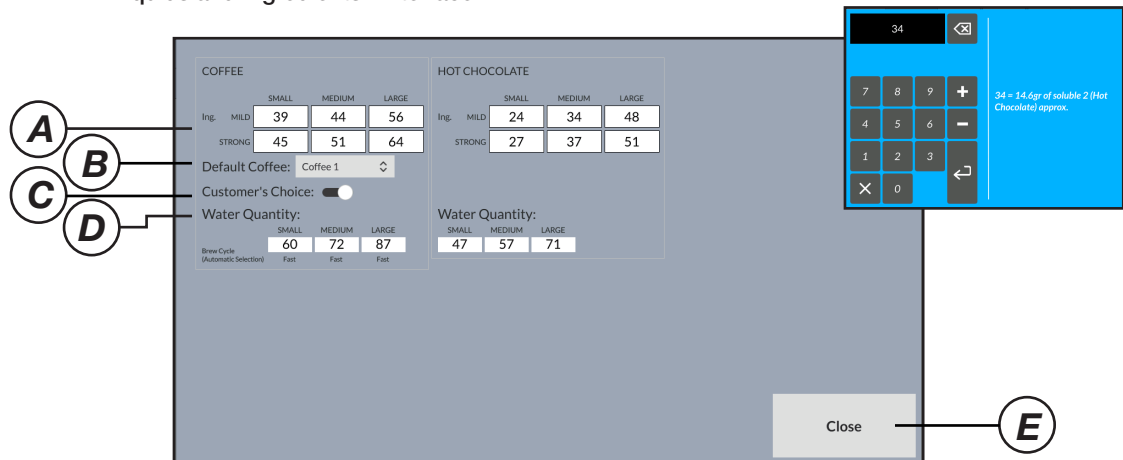 34
7 8 9 +
4 5 6 −
1 2 3
X 0
34 = 14.6gr of soluble 2 (Hot
Chocolate) approx.
COFFEE
SMALL MEDIUM LARGE
Ing. MILD 39 44 56
STRONG 45 51 64
Default Coffee: Coffee 1
Customer's Choice:
Water Quantity:
SMALL MEDIUM LARGE
60 72 87
Brew Cycle
(Automatic Selection) Fast Fast Fast
HOT CHOCOLATE
SMALL MEDIUM LARGE
Ing. MILD 24 34 48
STRONG 27 37 51
Water Quantity:
SMALL MEDIUM LARGE
47 57 71
Close
A
B
C
D
E